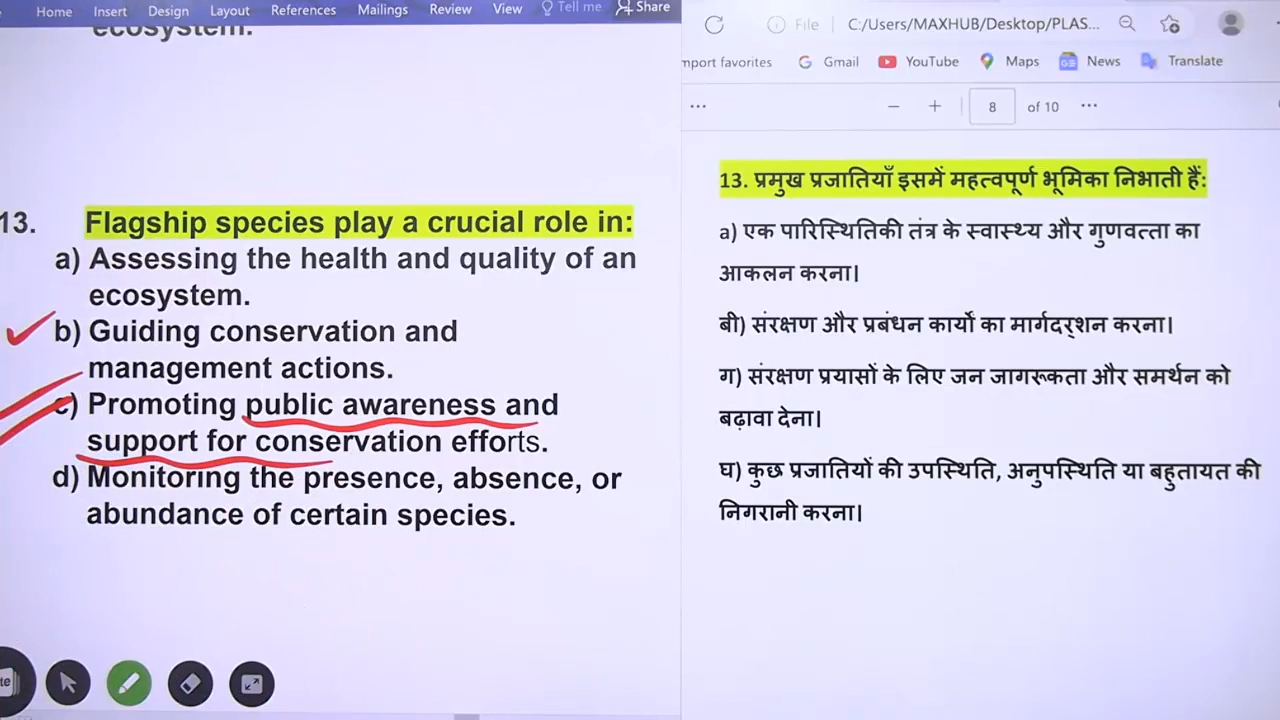 Home Insert Design Layout References Mailings Review View Tell me Share
ecosystem.
13. Flagship species play a crucial role in:
a) Assessing the health and quality of an
ecosystem.
b) Guiding conservation and
management actions.
c) Promoting public awareness and
support for conservation efforts.
d) Monitoring the presence, absence, or
abundance of certain species.
File C:/Users/MAXHUB/Desktop/PLAS...
mport favorites Gmail YouTube Maps News Translate
8 of 10
13. प्रमुख प्रजातियाँ इसमें महत्वपूर्ण भूमिका निभाती हैं:
a) एक पारिस्थितिकी तंत्र के स्वास्थ्य और गुणवत्ता का
आकलन करना।
बी) संरक्षण और प्रबंधन कार्यों का मार्गदर्शन करना।
ग) संरक्षण प्रयासों के लिए जन जागरूकता और समर्थन को
बढ़ावा देना।
घ) कुछ प्रजातियों की उपस्थिति, अनुपस्थिति या बहुतायत की
निगरानी करना।